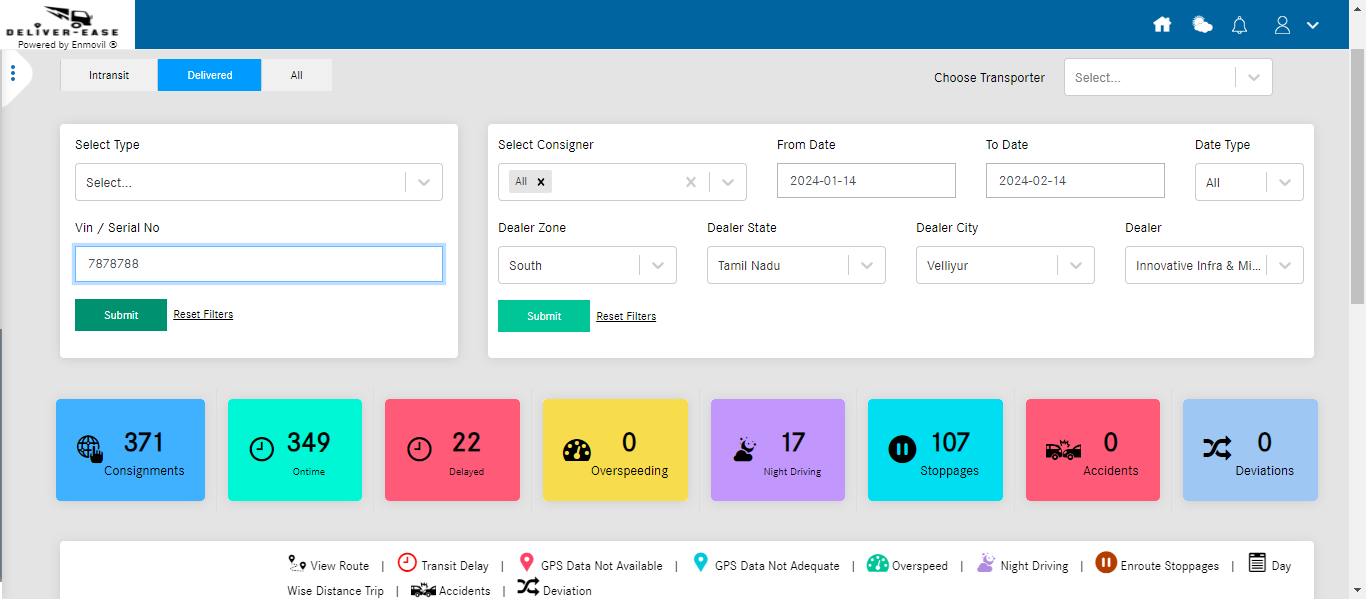 DELIVER-EASE
Powered by Enmovil ®
Intransit Delivered All
Choose Transporter Select...
Select Type
Select...
Vin / Serial No
7878788
Submit Reset Filters
Select Consigner From Date To Date Date Type
All 2024-01-14 2024-02-14 All
Dealer Zone Dealer State Dealer City Dealer
South Tamil Nadu Velliyur Innovative Infra & Mi...
Submit Reset Filters
371 349 22 0 17 107 0 0
Consignments Ontime Delayed Overspeeding Night Driving Stoppages Accidents Deviations
View Route | Transit Delay | GPS Data Not Available | GPS Data Not Adequate | Overspeed | Night Driving | Enroute Stoppages | Day
Wise Distance Trip | Accidents | Deviation